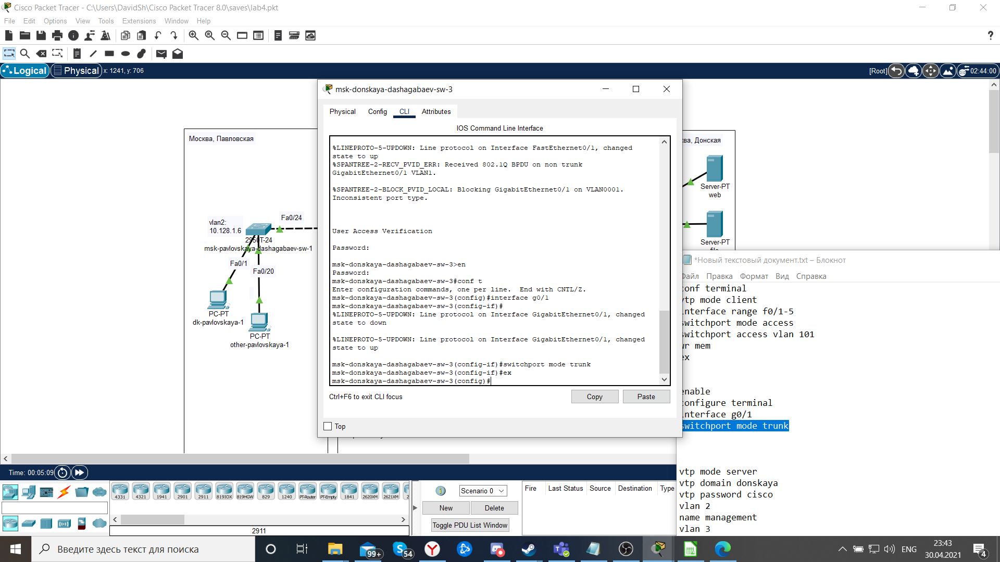 Cisco Packet Tracer - C:\Users\DavidSh\Cisco Packet Tracer 8.0\saves\lab4.pkt
File Edit Options View Tools Extensions Window Help
Logical Physical x: 1241, y: 706
[Root] 02:44:00
msk-donskaya-dashagabaev-sw-3
Physical Config CLI Attributes
IOS Command Line Interface
%LINEPROTO-5-UPDOWN: Line protocol on Interface FastEthernet0/1, changed
state to up
%SPANTREE-2-RECV_PVID_ERR: Received 802.1Q BPDU on non trunk
GigabitEthernet0/1 VLAN1.
%SPANTREE-2-BLOCK_PVID_LOCAL: Blocking GigabitEthernet0/1 on VLAN0001.
Inconsistent port type.
User Access Verification
Password:
msk-donskaya-dashagabaev-sw-3>en
Password:
msk-donskaya-dashagabaev-sw-3#conf t
Enter configuration commands, one per line.  End with CNTL/Z.
msk-donskaya-dashagabaev-sw-3(config)#interface g0/1
msk-donskaya-dashagabaev-sw-3(config-if)#
%LINEPROTO-5-UPDOWN: Line protocol on Interface GigabitEthernet0/1, changed
state to down
%LINEPROTO-5-UPDOWN: Line protocol on Interface GigabitEthernet0/1, changed
state to up
msk-donskaya-dashagabaev-sw-3(config-if)#switchport mode trunk
msk-donskaya-dashagabaev-sw-3(config-if)#ex
msk-donskaya-dashagabaev-sw-3(config)#
Ctrl+F6 to exit CLI focus
Copy Paste
Top
Москва, Павловская
vlan2:
10.128.1.6
Fa0/24
2950T-24
msk-pavlovskaya-dashagabaev-sw-1
Fa0/1
Fa0/20
PC-PT
dk-pavlovskaya-1
PC-PT
other-pavlovskaya-1
ва, Донская
Server-PT
web
Server-PT
*Новый текстовый документ.txt – Блокнот
Файл Правка Формат Вид Справка
conf terminal
vtp mode client
interface range f0/1-5
switchport mode access
switchport access vlan 101
wr mem
ex
enable
configure terminal
interface g0/1
switchport mode trunk
vtp mode server
vtp domain donskaya
vtp password cisco
vlan 2
name management
vlan 3
Time: 00:05:09
4331 4321 1941 2901 2911 819IOX 819HGW 829 1240 PT-Router PT-Empty 1841 2620XM 2621XM
2911
Scenario 0
New Delete
Toggle PDU List Window
Fire Last Status Source Destination Type
Введите здесь текст для поиска
99+
54
ENG
23:43
30.04.2021
4